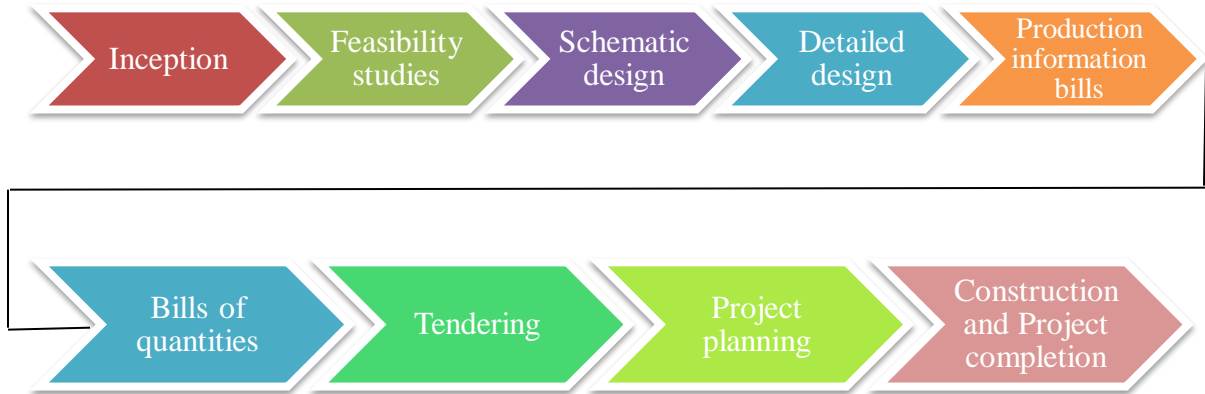 Inception
Feasibility
studies
Schematic
design
Detailed
design
Production
information
bills
Bills of
quantities
Tendering
Project
planning
Construction
and Project
completion